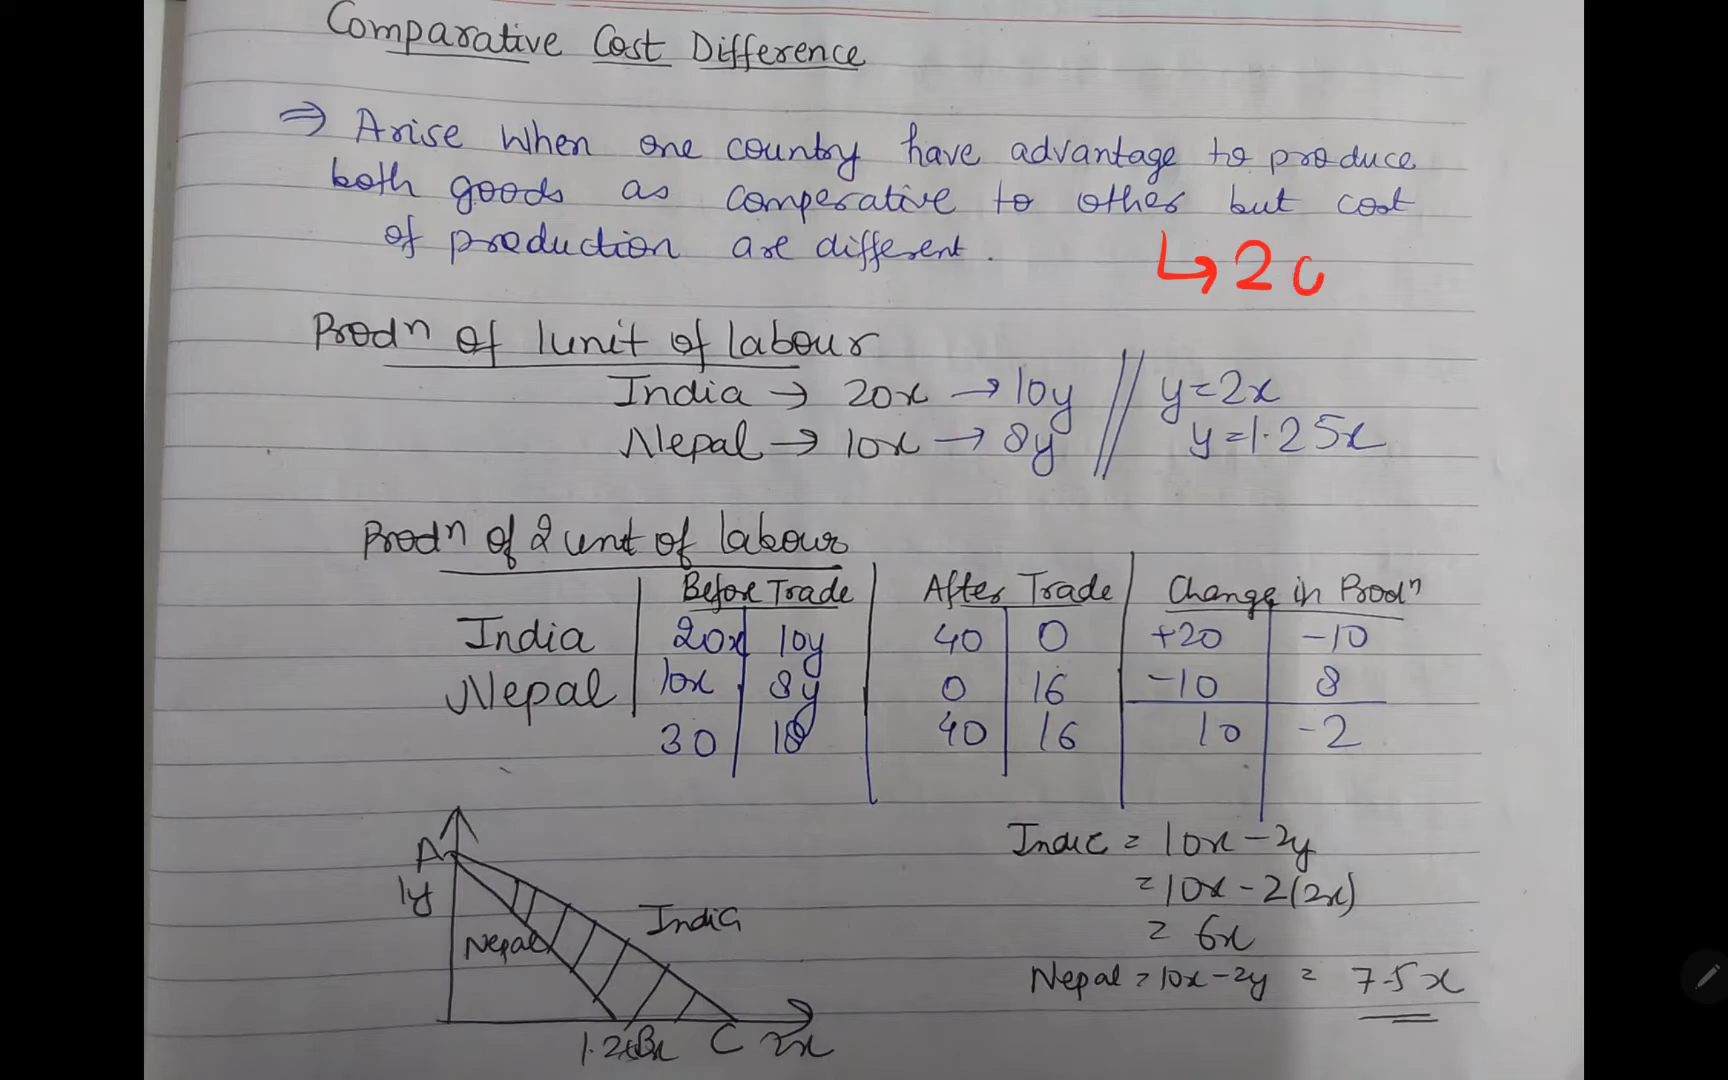 Comparative Cost Difference
⇒ Arise when one country have advantage to produce
both goods as comperative to other but cost
of production are different.
↳ 2
Prodⁿ of 1unit of labour
India → 20x → 10y // y=2x
Nepal → 10x → 8y // y=1.25x
Prodⁿ of 2 unit of labour
Before Trade After Trade Change in Prodⁿ
India 20x 10y 40 0 +20 -10
Nepal 10x 8y 0 16 -10 8
30 18 40 16 10 -2
India = 10x - 2y
= 10x - 2(2x)
= 6x
Nepal = 10x - 2y = 7.5x
A
1y
India
Nepal
C 2x